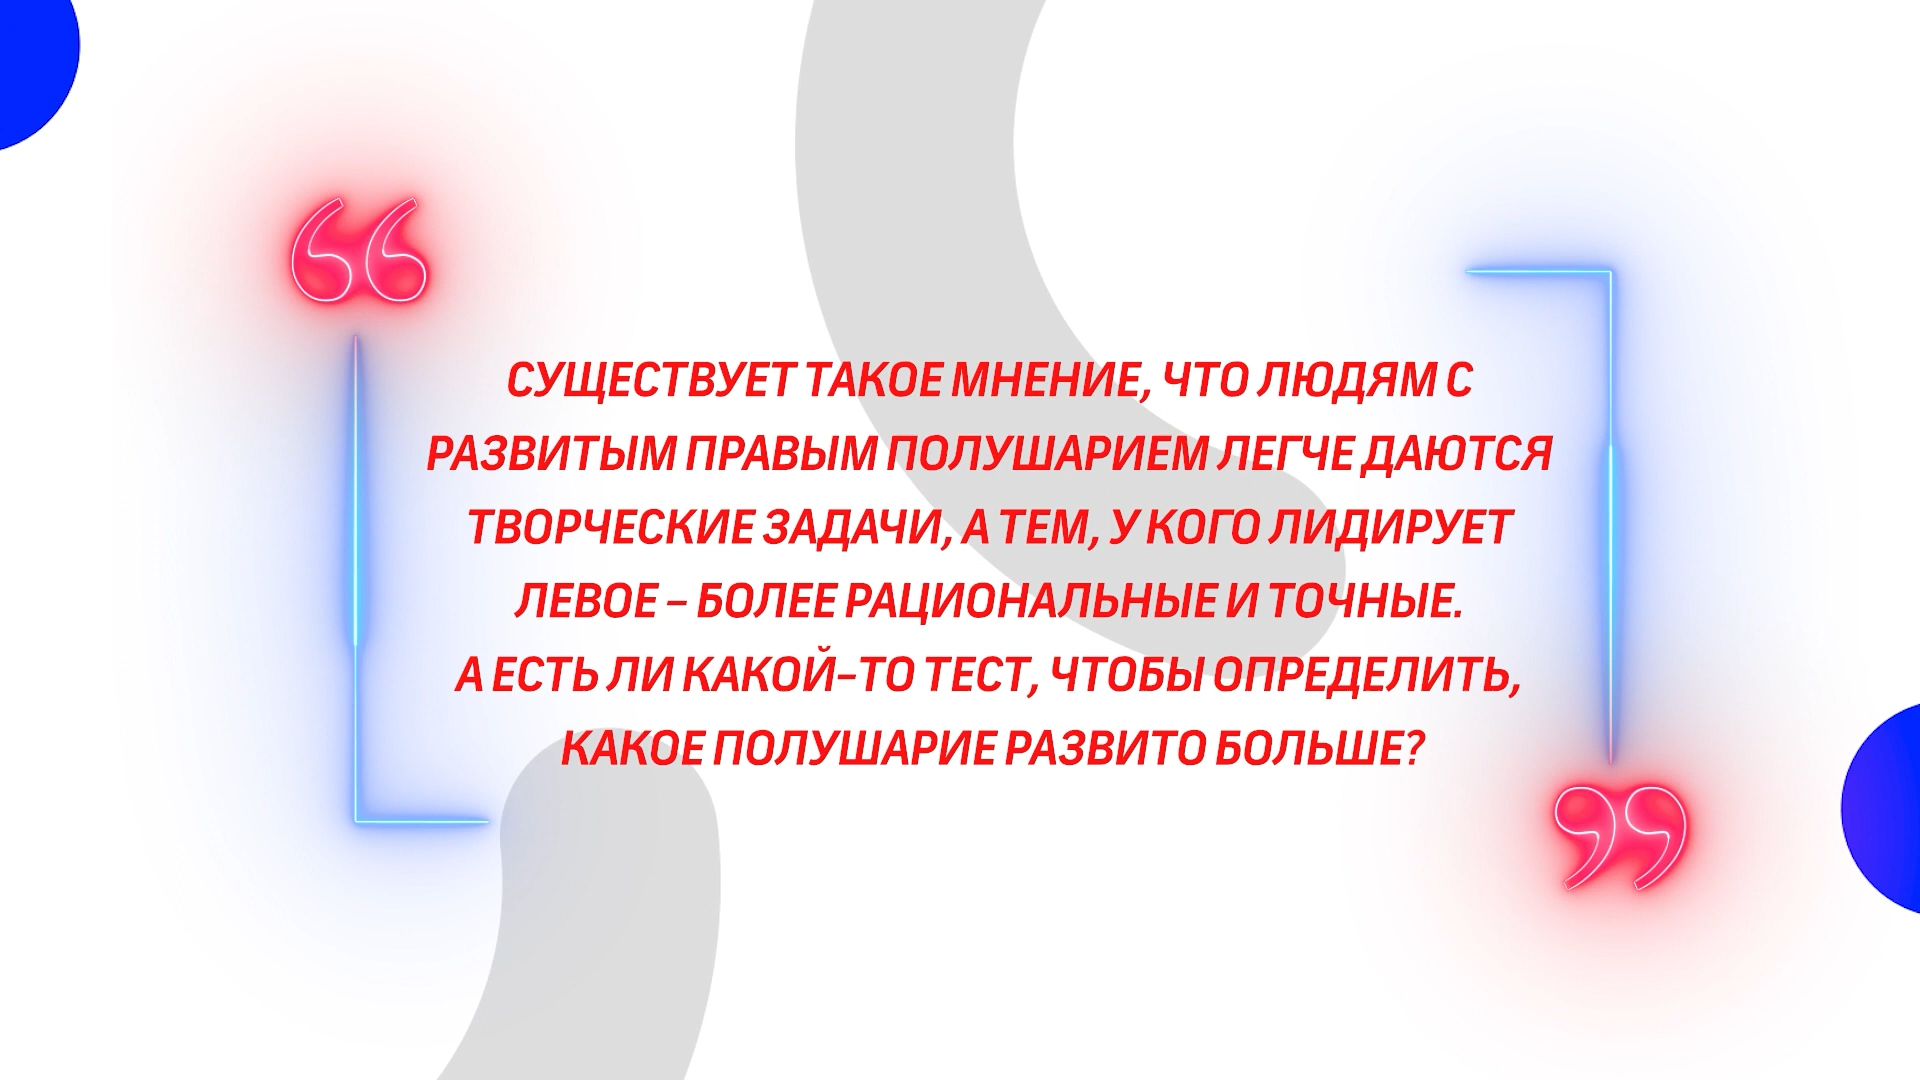 СУЩЕСТВУЕТ ТАКОЕ МНЕНИЕ, ЧТО ЛЮДЯМ С
РАЗВИТЫМ ПРАВЫМ ПОЛУШАРИЕМ ЛЕГЧЕ ДАЮТСЯ
ТВОРЧЕСКИЕ ЗАДАЧИ, А ТЕМ, У КОГО ЛИДИРУЕТ
ЛЕВОЕ – БОЛЕЕ РАЦИОНАЛЬНЫЕ И ТОЧНЫЕ.
А ЕСТЬ ЛИ КАКОЙ-ТО ТЕСТ, ЧТОБЫ ОПРЕДЕЛИТЬ,
КАКОЕ ПОЛУШАРИЕ РАЗВИТО БОЛЬШЕ?